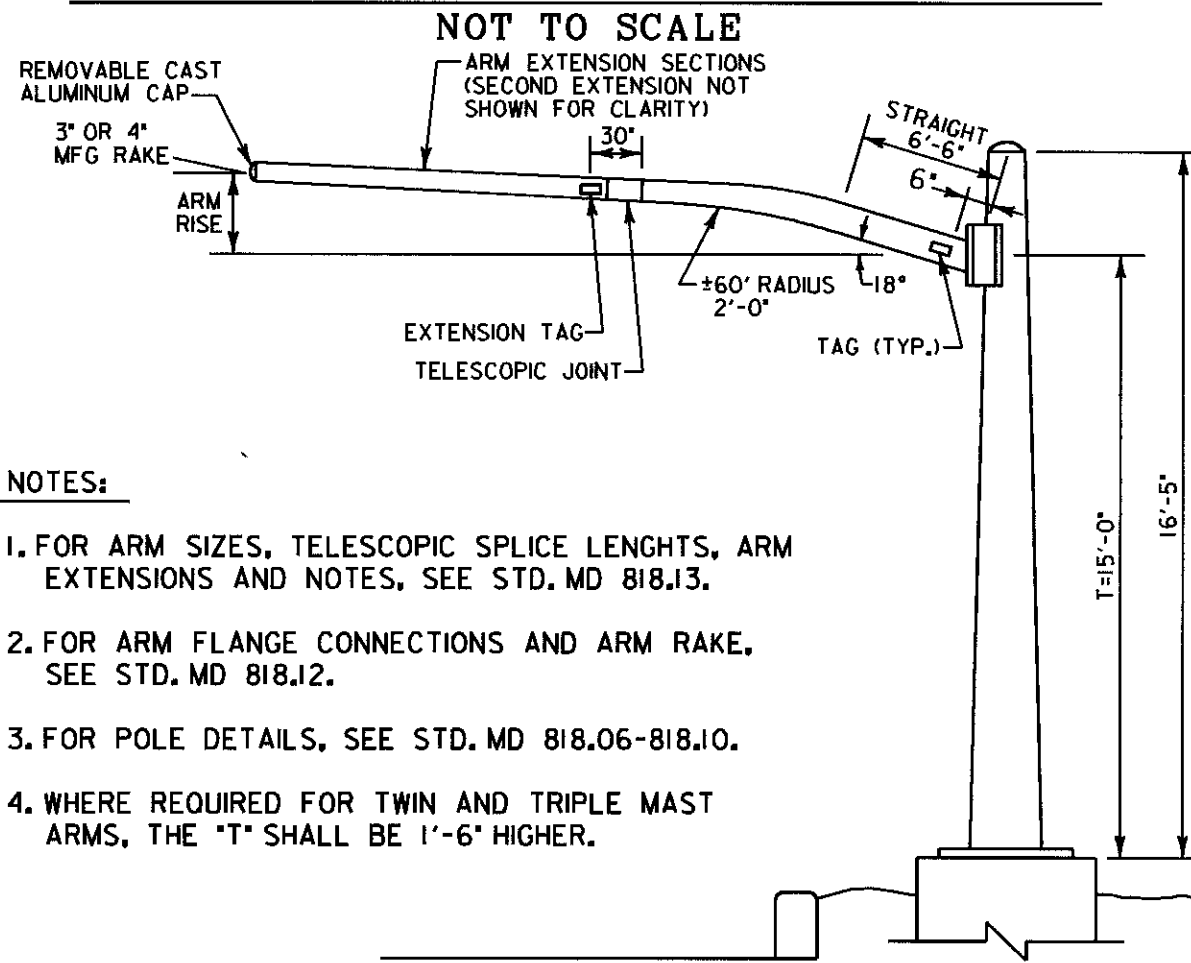 NOT TO SCALE
REMOVABLE CAST
ALUMINUM CAP
3" OR 4"
MFG RAKE
ARM
RISE
ARM EXTENSION SECTIONS
(SECOND EXTENSION NOT
SHOWN FOR CLARITY)
30"
STRAIGHT
6'-6"
6"
±60' RADIUS
2'-0"
18°
EXTENSION TAG
TELESCOPIC JOINT
TAG (TYP.)
T=15'-0"
16'-5"
NOTES:
1. FOR ARM SIZES, TELESCOPIC SPLICE LENGHTS, ARM
EXTENSIONS AND NOTES, SEE STD. MD 818.13.
2. FOR ARM FLANGE CONNECTIONS AND ARM RAKE,
SEE STD. MD 818.12.
3. FOR POLE DETAILS, SEE STD. MD 818.06-818.10.
4. WHERE REQUIRED FOR TWIN AND TRIPLE MAST
ARMS, THE "T" SHALL BE 1'-6" HIGHER.